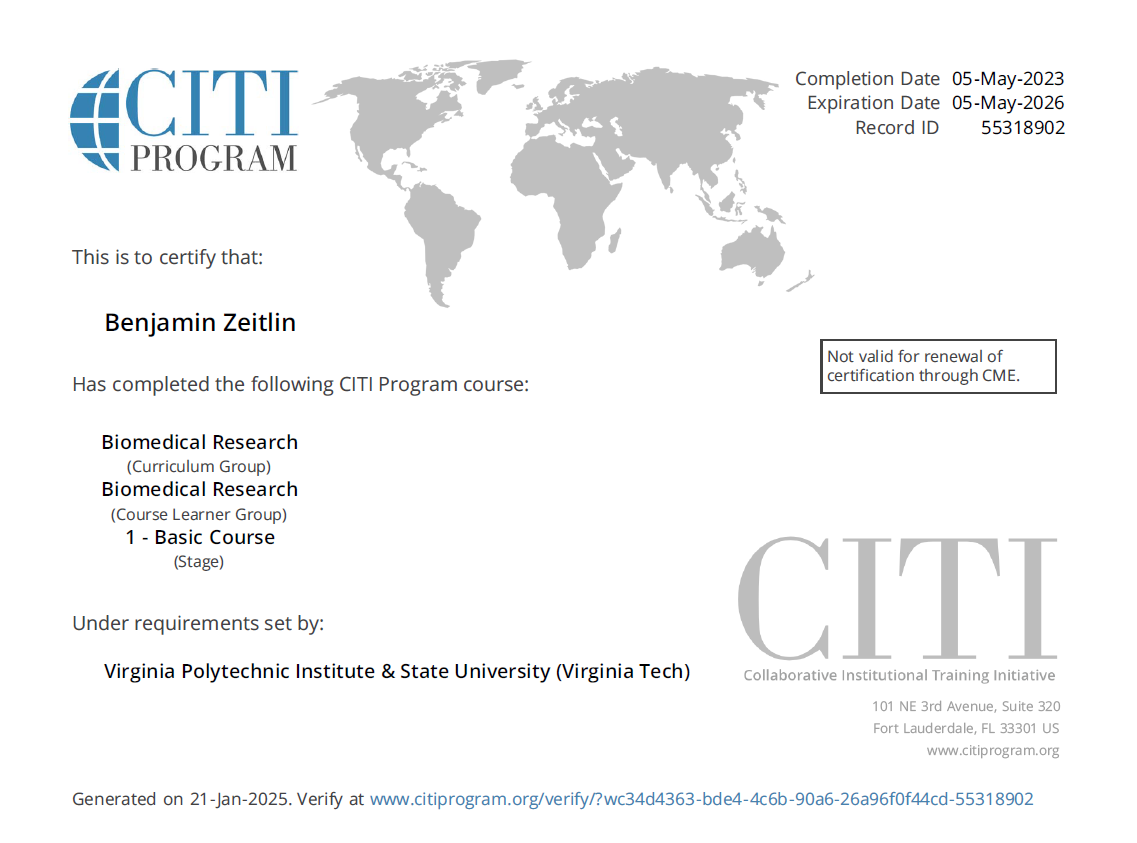 CITI
PROGRAM
Completion Date 05-May-2023
Expiration Date 05-May-2026
Record ID 55318902
This is to certify that:
Benjamin Zeitlin
Not valid for renewal of
certification through CME.
Has completed the following CITI Program course:
Biomedical Research
(Curriculum Group)
Biomedical Research
(Course Learner Group)
1 - Basic Course
(Stage)
Under requirements set by:
Virginia Polytechnic Institute & State University (Virginia Tech)
CITI
Collaborative Institutional Training Initiative
101 NE 3rd Avenue, Suite 320
Fort Lauderdale, FL 33301 US
www.citiprogram.org
Generated on 21-Jan-2025. Verify at www.citiprogram.org/verify/?wc34d4363-bde4-4c6b-90a6-26a96f0f44cd-55318902